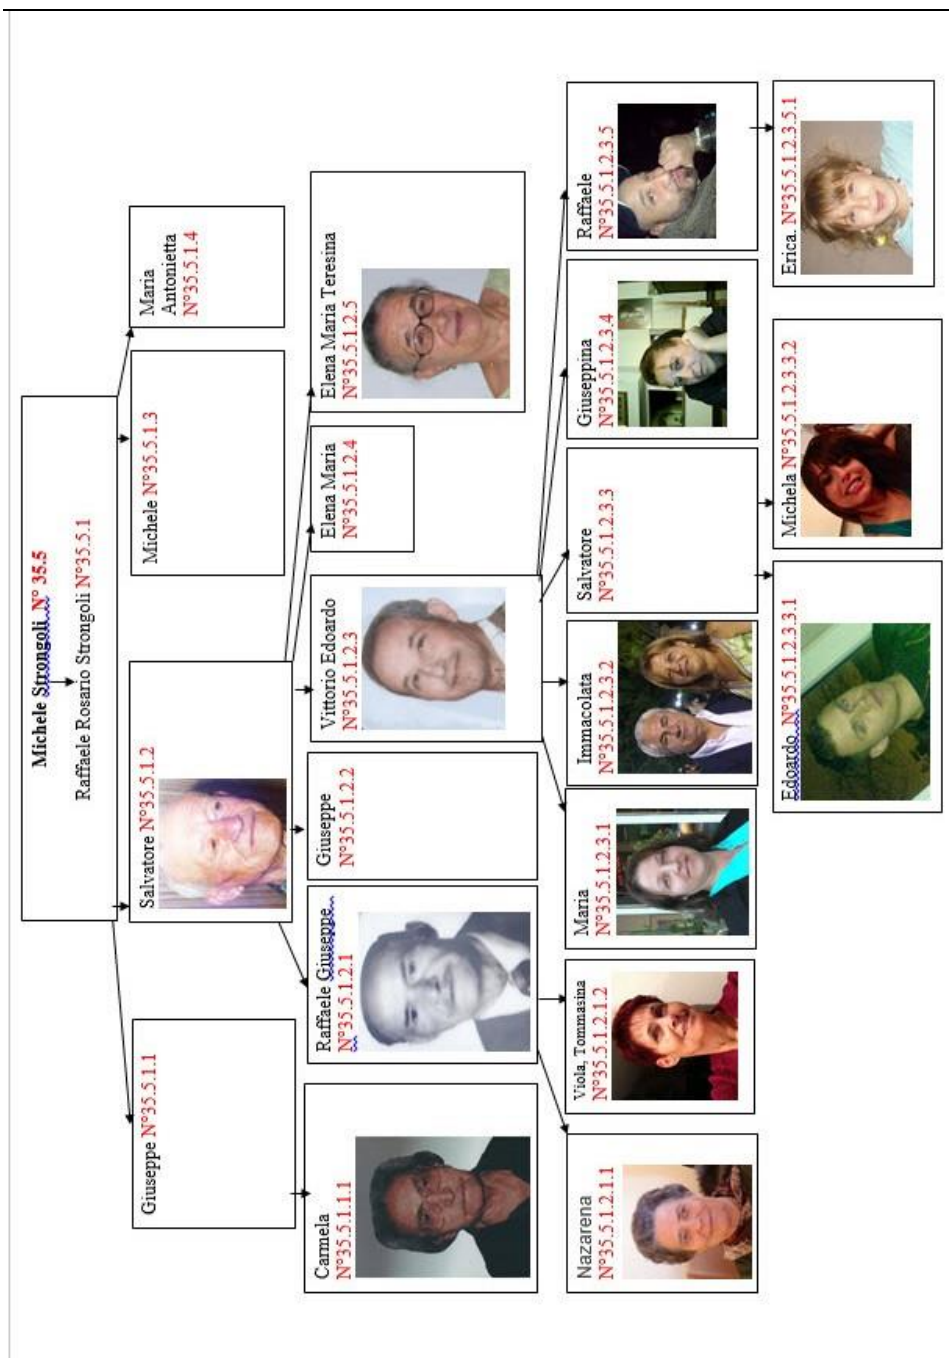 Michele Strongoli N° 35.5
Raffaele Rosario Strongoli N°35.5.1
Giuseppe N°35.5.1.1
Salvatore N°35.5.1.2
Michele N°35.5.1.3
Maria
Antonietta
N°35.5.1.4
Carmela
N°35.5.1.1.1
Raffaele Giuseppe
N°35.5.1.2.1
Giuseppe
N°35.5.1.2.2
Vittorio Edoardo
N°35.5.1.2.3
Elena Maria
N°35.5.1.2.4
Elena Maria Teresina
N°35.5.1.2.5
Nazarena
N°35.5.1.2.1.1
Viola, Tommasina
N°35.5.1.2.1.2
Maria
N°35.5.1.2.3.1
Immacolata
N°35.5.1.2.3.2
Salvatore
N°35.5.1.2.3.3
Giuseppina
N°35.5.1.2.3.4
Raffaele
N°35.5.1.2.3.5
Edoardo N°35.5.1.2.3.3.1
Michela N°35.5.1.2.3.3.2
Erica. N°35.5.1.2.3.5.1